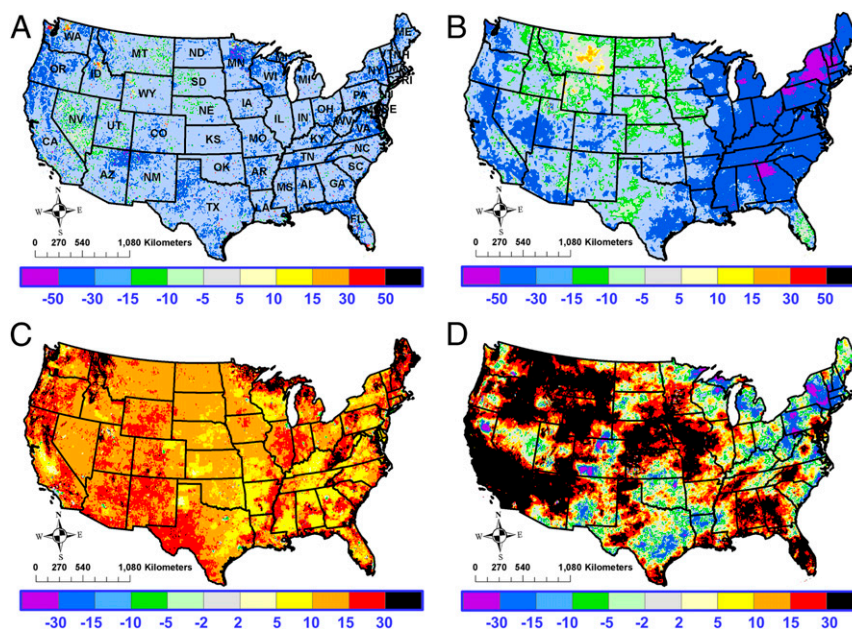 A
WA
MT
ND
MN
ME
OR
ID
SD
WI
MI
NY
WY
NE
IA
PA
NV
UT
CO
IL
IN
OH
WV
VA
CA
KS
MO
KY
NC
TN
AZ
NM
OK
AR
SC
MS
AL
GA
TX
LA
FL
N
W E
S
0 270 540 1,080 Kilometers
-50 -30 -15 -10 -5 5 10 15 30 50
B
N
W E
S
0 270 540 1,080 Kilometers
-50 -30 -15 -10 -5 5 10 15 30 50
C
N
W E
S
0 270 540 1,080 Kilometers
-30 -15 -10 -5 -2 2 5 10 15 30
D
N
W E
S
0 270 540 1,080 Kilometers
-30 -15 -10 -5 -2 2 5 10 15 30